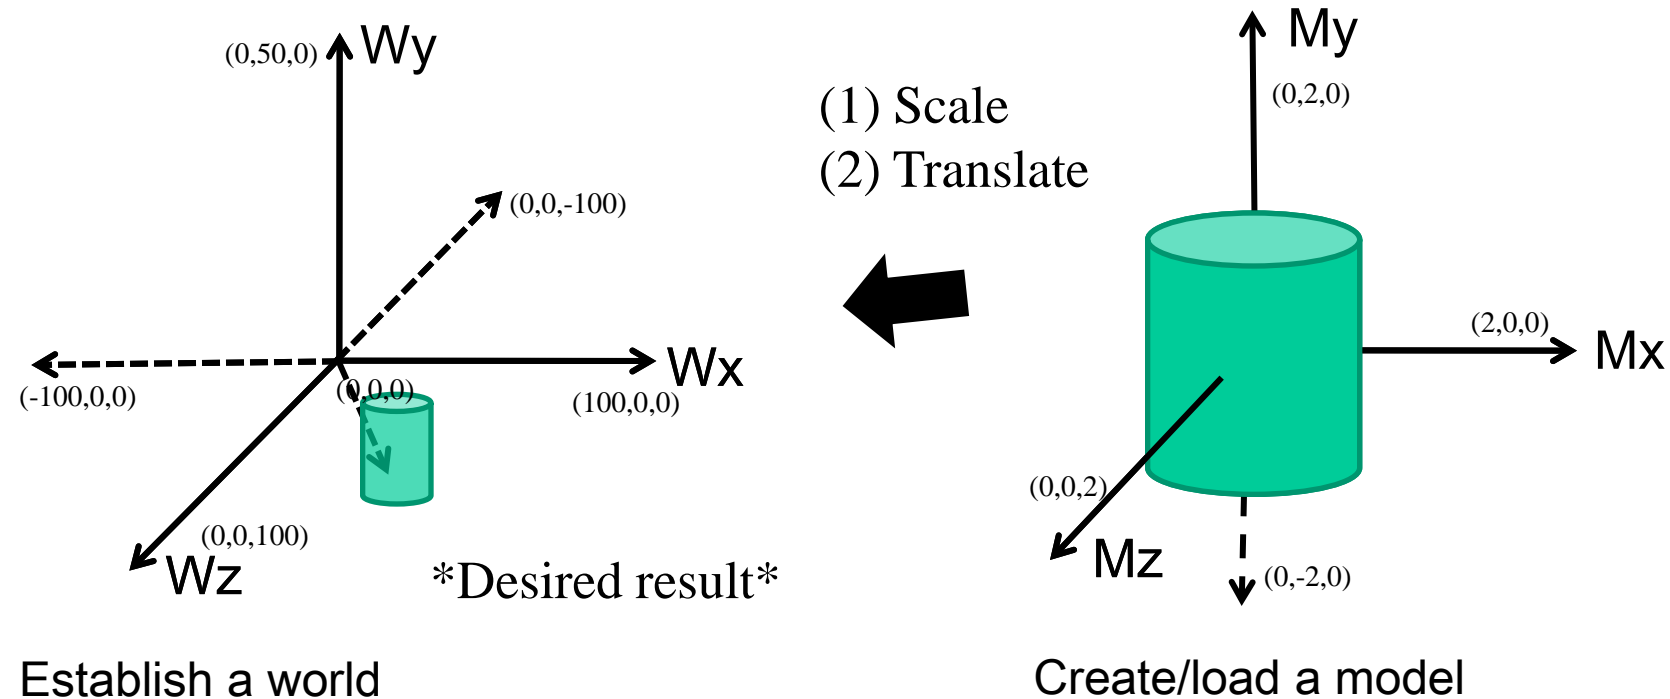 (0,50,0)
Wy
(0,0,-100)
(-100,0,0)
(0,0,0)
Wx
(100,0,0)
(0,0,100)
Wz
*Desired result*
Establish a world
(1) Scale
(2) Translate
My
(0,2,0)
(2,0,0)
Mx
(0,0,2)
Mz
(0,-2,0)
Create/load a model